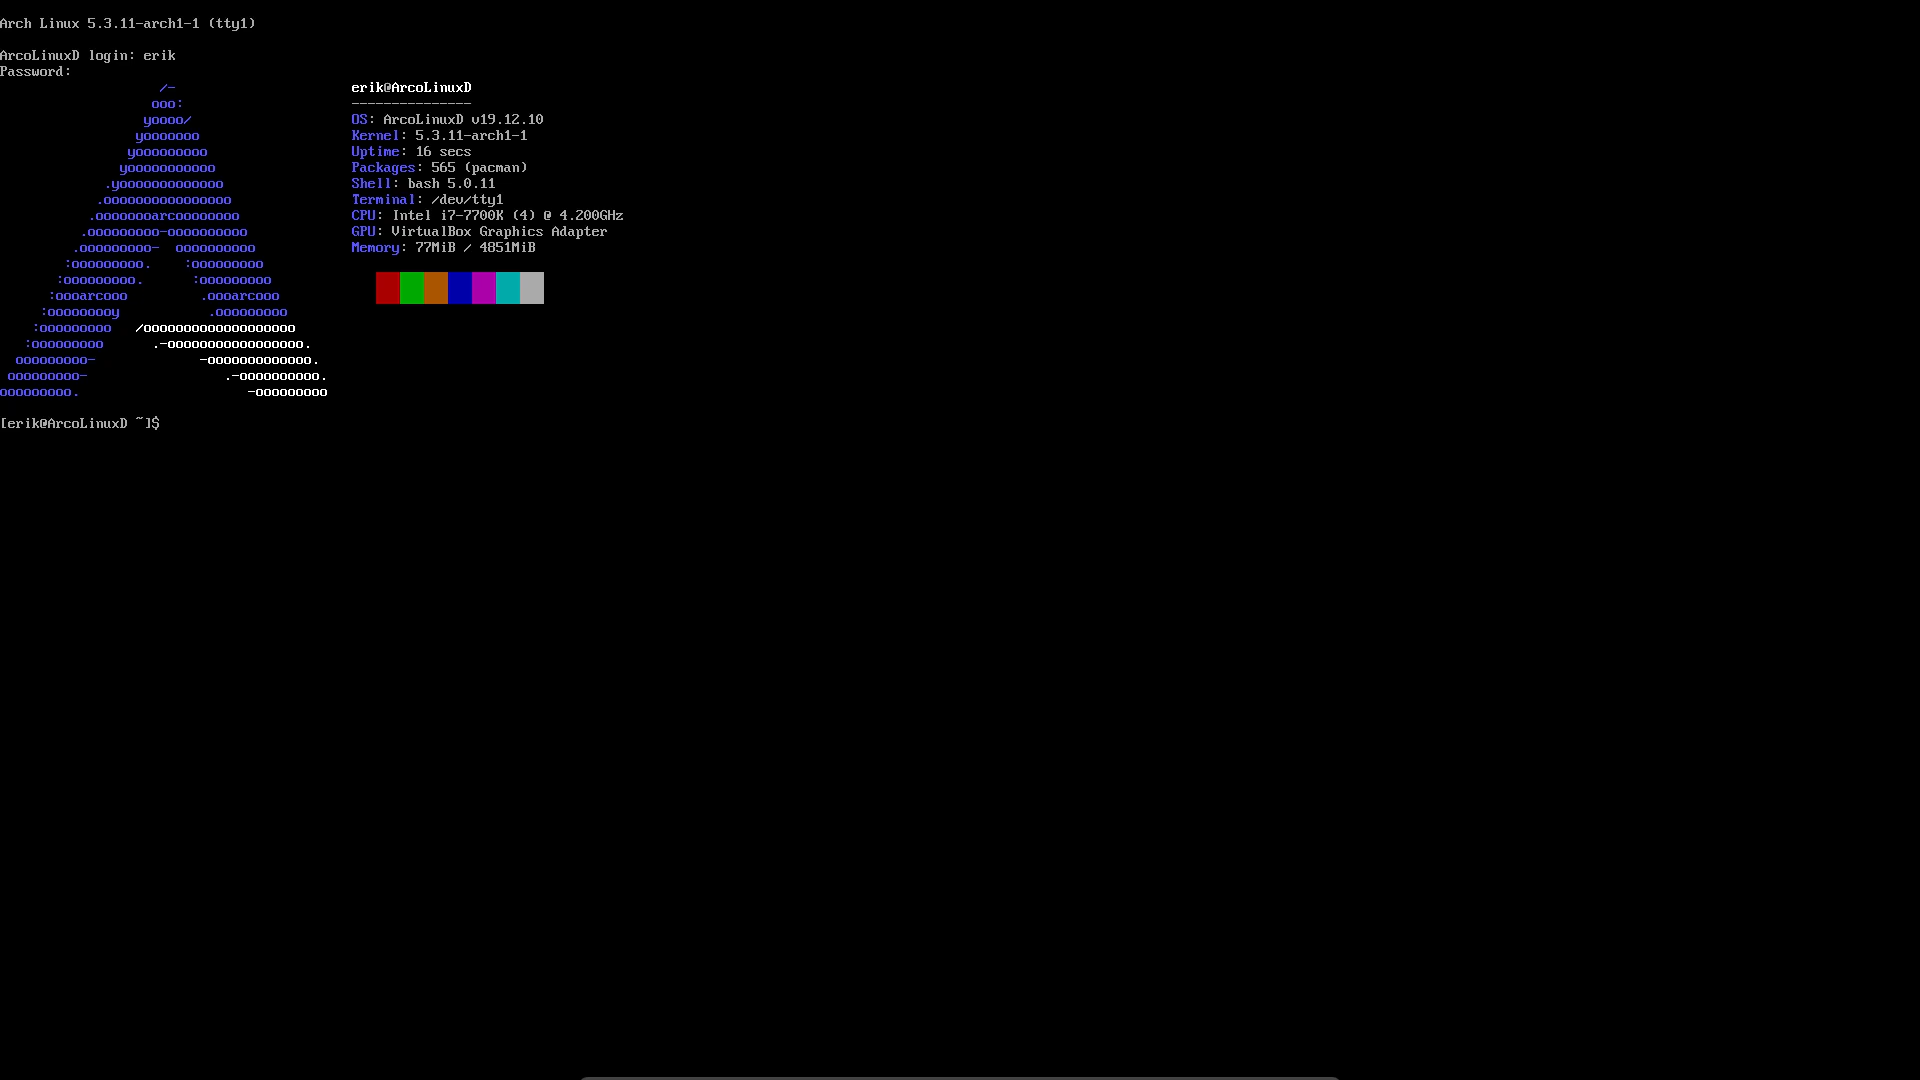 Arch Linux 5.3.11-arch1-1 (tty1)
ArcoLinuxD login: erik
Password:
/- erik@ArcoLinuxD
ooo: ---------------
yoooo/ OS: ArcoLinuxD v19.12.10
yooooooo Kernel: 5.3.11-arch1-1
yooooooooo Uptime: 16 secs
yooooooooooo Packages: 565 (pacman)
.yooooooooooooo Shell: bash 5.0.11
.oooooooooooooooo Terminal: /dev/tty1
.oooooooarcoooooooo CPU: Intel i7-7700K (4) @ 4.200GHz
.ooooooooo-oooooooooo GPU: VirtualBox Graphics Adapter
.ooooooooo- oooooooooo Memory: 77MiB / 4851MiB
:ooooooooo. :ooooooooo
:ooooooooo. :ooooooooo
:oooarcooo .oooarcooo
:ooooooooy .ooooooooo
:ooooooooo /ooooooooooooooooooo
:ooooooooo .-ooooooooooooooooo.
ooooooooo- -ooooooooooooo.
ooooooooo- .-oooooooooo.
ooooooooo. -ooooooooo
[erik@ArcoLinuxD ~]$